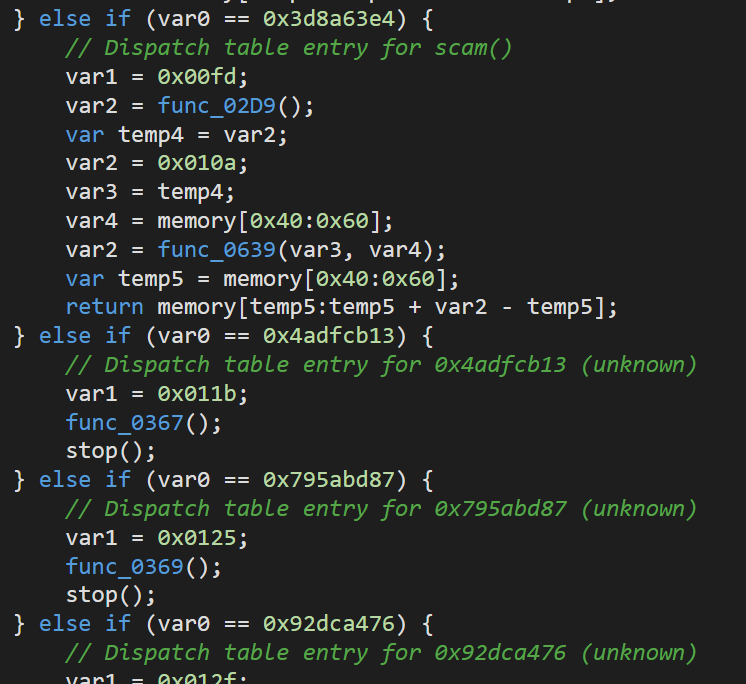 } else if (var0 == 0x3d8a63e4) {
    // Dispatch table entry for scam()
    var1 = 0x00fd;
    var2 = func_02D9();
    var temp4 = var2;
    var2 = 0x010a;
    var3 = temp4;
    var4 = memory[0x40:0x60];
    var2 = func_0639(var3, var4);
    var temp5 = memory[0x40:0x60];
    return memory[temp5:temp5 + var2 - temp5];
} else if (var0 == 0x4adfcb13) {
    // Dispatch table entry for 0x4adfcb13 (unknown)
    var1 = 0x011b;
    func_0367();
    stop();
} else if (var0 == 0x795abd87) {
    // Dispatch table entry for 0x795abd87 (unknown)
    var1 = 0x0125;
    func_0369();
    stop();
} else if (var0 == 0x92dca476) {
    // Dispatch table entry for 0x92dca476 (unknown)
    var1 = 0x012f;